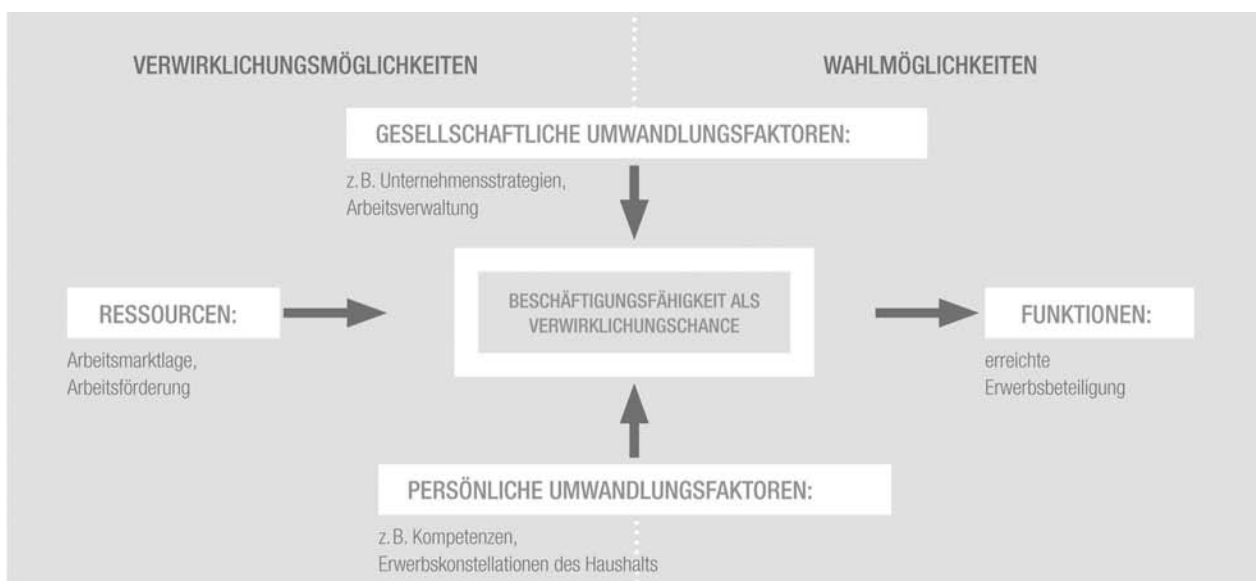 VERWIRKLICHUNGSMÖGLICHKEITEN
WAHLMÖGLICHKEITEN
GESELLSCHAFTLICHE UMWANDLUNGSFAKTOREN:
z.B. Unternehmensstrategien,
Arbeitsverwaltung
RESSOURCEN:
Arbeitsmarktlage,
Arbeitsförderung
BESCHÄFTIGUNGSFÄHIGKEIT ALS
VERWIRKLICHUNGSCHANCE
FUNKTIONEN:
erreichte
Erwerbsbeteiligung
PERSÖNLICHE UMWANDLUNGSFAKTOREN:
z.B. Kompetenzen,
Erwerbskonstellationen des Haushalts